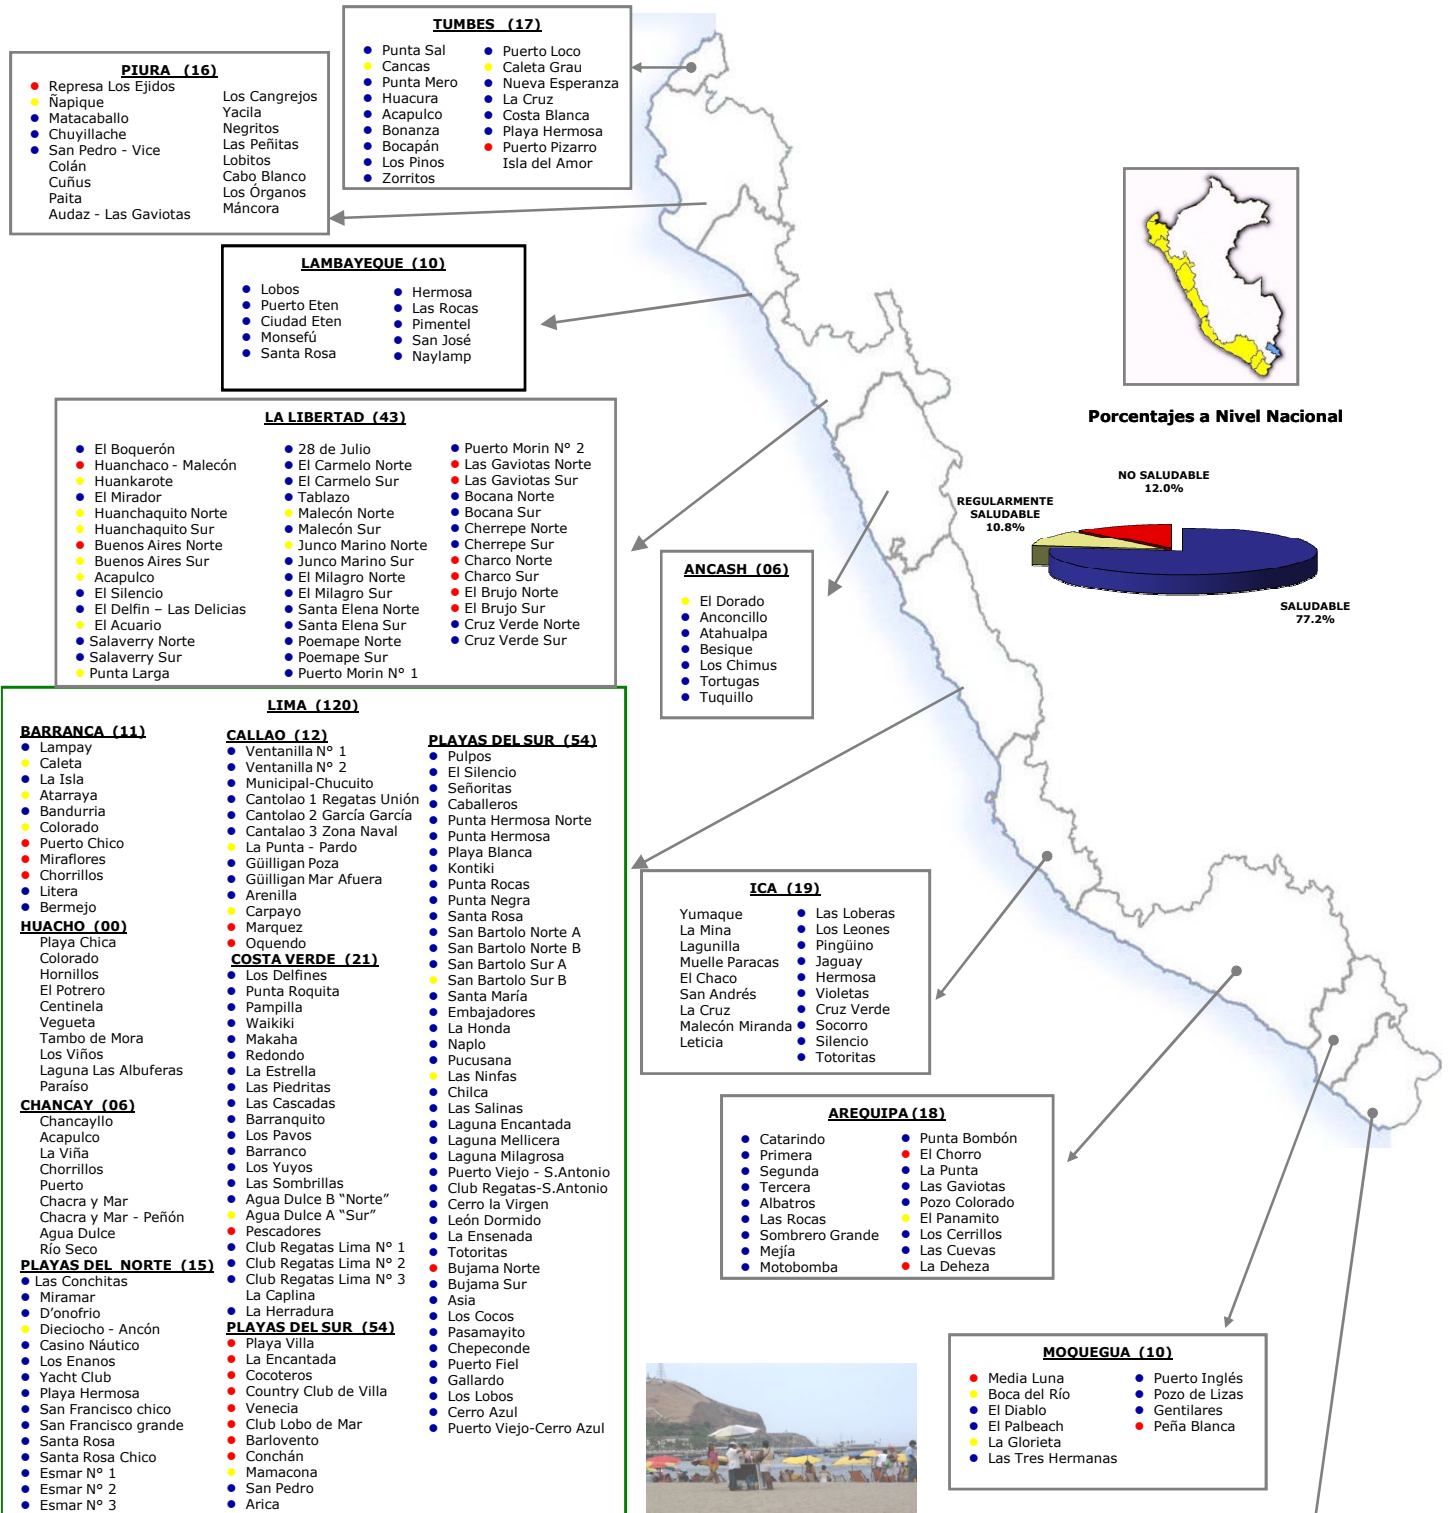 TUMBES (17)
Punta Sal
Cancas
Punta Mero
Huacura
Acapulco
Bonanza
Bocapán
Los Pinos
Zorritos
Puerto Loco
Caleta Grau
Nueva Esperanza
La Cruz
Costa Blanca
Playa Hermosa
Puerto Pizarro
Isla del Amor
PIURA (16)
Represa Los Ejidos
Ñapique
Matacaballo
Chuyillache
San Pedro - Vice
Colán
Cuñus
Paita
Audaz - Las Gaviotas
Los Cangrejos
Yacila
Negritos
Las Peñitas
Lobitos
Cabo Blanco
Los Órganos
Máncora
LAMBAYEQUE (10)
Lobos
Puerto Eten
Ciudad Eten
Monsefú
Santa Rosa
Hermosa
Las Rocas
Pimentel
San José
Naylamp
Porcentajes a Nivel Nacional
NO SALUDABLE
12.0%
REGULARMENTE
SALUDABLE
10.8%
SALUDABLE
77.2%
LA LIBERTAD (43)
El Boquerón
Huanchaco - Malecón
Huankarote
El Mirador
Huanchaquito Norte
Huanchaquito Sur
Buenos Aires Norte
Buenos Aires Sur
Acapulco
El Silencio
El Delfin – Las Delicias
El Acuario
Salaverry Norte
Salaverry Sur
Punta Larga
28 de Julio
El Carmelo Norte
El Carmelo Sur
Tablazo
Malecón Norte
Malecón Sur
Junco Marino Norte
Junco Marino Sur
El Milagro Norte
El Milagro Sur
Santa Elena Norte
Santa Elena Sur
Poemape Norte
Poemape Sur
Puerto Morin N° 1
Puerto Morin N° 2
Las Gaviotas Norte
Las Gaviotas Sur
Bocana Norte
Bocana Sur
Cherrepe Norte
Cherrepe Sur
Charco Norte
Charco Sur
El Brujo Norte
El Brujo Sur
Cruz Verde Norte
Cruz Verde Sur
ANCASH (06)
El Dorado
Anconcillo
Atahualpa
Besique
Los Chimus
Tortugas
Tuquillo
LIMA (120)
BARRANCA (11)
Lampay
Caleta
La Isla
Atarraya
Bandurria
Colorado
Puerto Chico
Miraflores
Chorrillos
Litera
Bermejo
HUACHO (00)
Playa Chica
Colorado
Hornillos
El Potrero
Centinela
Vegueta
Tambo de Mora
Los Viños
Laguna Las Albuferas
Paraíso
CHANCAY (06)
Chancayllo
Acapulco
La Viña
Chorrillos
Puerto
Chacra y Mar
Chacra y Mar - Peñón
Agua Dulce
Río Seco
PLAYAS DEL NORTE (15)
Las Conchitas
Miramar
D'onofrio
Dieciocho - Ancón
Casino Náutico
Los Enanos
Yacht Club
Playa Hermosa
San Francisco chico
San Francisco grande
Santa Rosa
Santa Rosa Chico
Esmar N° 1
Esmar N° 2
Esmar N° 3
CALLAO (12)
Ventanilla N° 1
Ventanilla N° 2
Municipal-Chucuito
Cantolao 1 Regatas Unión
Cantolao 2 García García
Cantalao 3 Zona Naval
La Punta - Pardo
Güilligan Poza
Güilligan Mar Afuera
Arenilla
Carpayo
Marquez
Oquendo
COSTA VERDE (21)
Los Delfines
Punta Roquita
Pampilla
Waikiki
Makaha
Redondo
La Estrella
Las Piedritas
Las Cascadas
Barranquito
Los Pavos
Barranco
Los Yuyos
Las Sombrillas
Agua Dulce B "Norte"
Agua Dulce A "Sur"
Pescadores
Club Regatas Lima N° 1
Club Regatas Lima N° 2
Club Regatas Lima N° 3
La Caplina
La Herradura
PLAYAS DEL SUR (54)
Playa Villa
La Encantada
Cocoteros
Country Club de Villa
Venecia
Club Lobo de Mar
Barlovento
Conchán
Mamacona
San Pedro
Arica
PLAYAS DEL SUR (54)
Pulpos
El Silencio
Señoritas
Caballeros
Punta Hermosa Norte
Punta Hermosa
Playa Blanca
Kontiki
Punta Rocas
Punta Negra
Santa Rosa
San Bartolo Norte A
San Bartolo Norte B
San Bartolo Sur A
San Bartolo Sur B
Santa María
Embajadores
La Honda
Naplo
Pucusana
Las Ninfas
Chilca
Las Salinas
Laguna Encantada
Laguna Mellicera
Laguna Milagrosa
Puerto Viejo - S.Antonio
Club Regatas-S.Antonio
Cerro la Virgen
León Dormido
La Ensenada
Totoritas
Bujama Norte
Bujama Sur
Asia
Los Cocos
Pasamayito
Chepeconde
Puerto Fiel
Gallardo
Los Lobos
Cerro Azul
Puerto Viejo-Cerro Azul
ICA (19)
Yumaque
La Mina
Lagunilla
Muelle Paracas
El Chaco
San Andrés
La Cruz
Malecón Miranda
Leticia
Las Loberas
Los Leones
Pingüino
Jaguay
Hermosa
Violetas
Cruz Verde
Socorro
Silencio
Totoritas
AREQUIPA (18)
Catarindo
Primera
Segunda
Tercera
Albatros
Las Rocas
Sombrero Grande
Mejía
Motobomba
Punta Bombón
El Chorro
La Punta
Las Gaviotas
Pozo Colorado
El Panamito
Los Cerrillos
Las Cuevas
La Deheza
MOQUEGUA (10)
Media Luna
Boca del Río
El Diablo
El Palbeach
La Glorieta
Las Tres Hermanas
Puerto Inglés
Pozo de Lizas
Gentilares
Peña Blanca